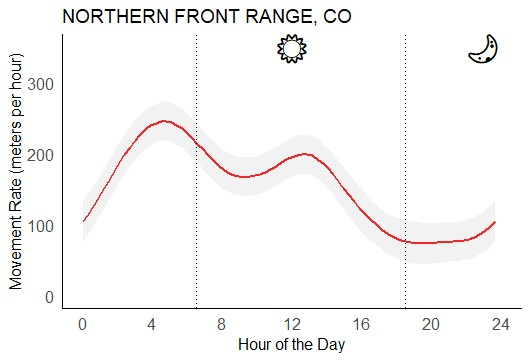 NORTHERN FRONT RANGE, CO
Movement Rate (meters per hour)
300
200
100
0
0 4 8 12 16 20 24
Hour of the Day